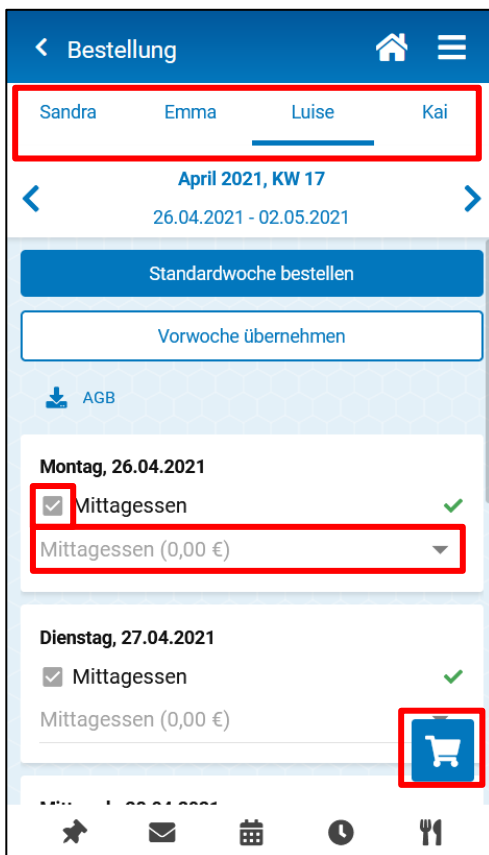 Bestellung
Sandra Emma Luise Kai
April 2021, KW 17
26.04.2021 - 02.05.2021
Standardwoche bestellen
Vorwoche übernehmen
AGB
Montag, 26.04.2021
Mittagessen
Mittagessen (0,00 €)
Dienstag, 27.04.2021
Mittagessen
Mittagessen (0,00 €)